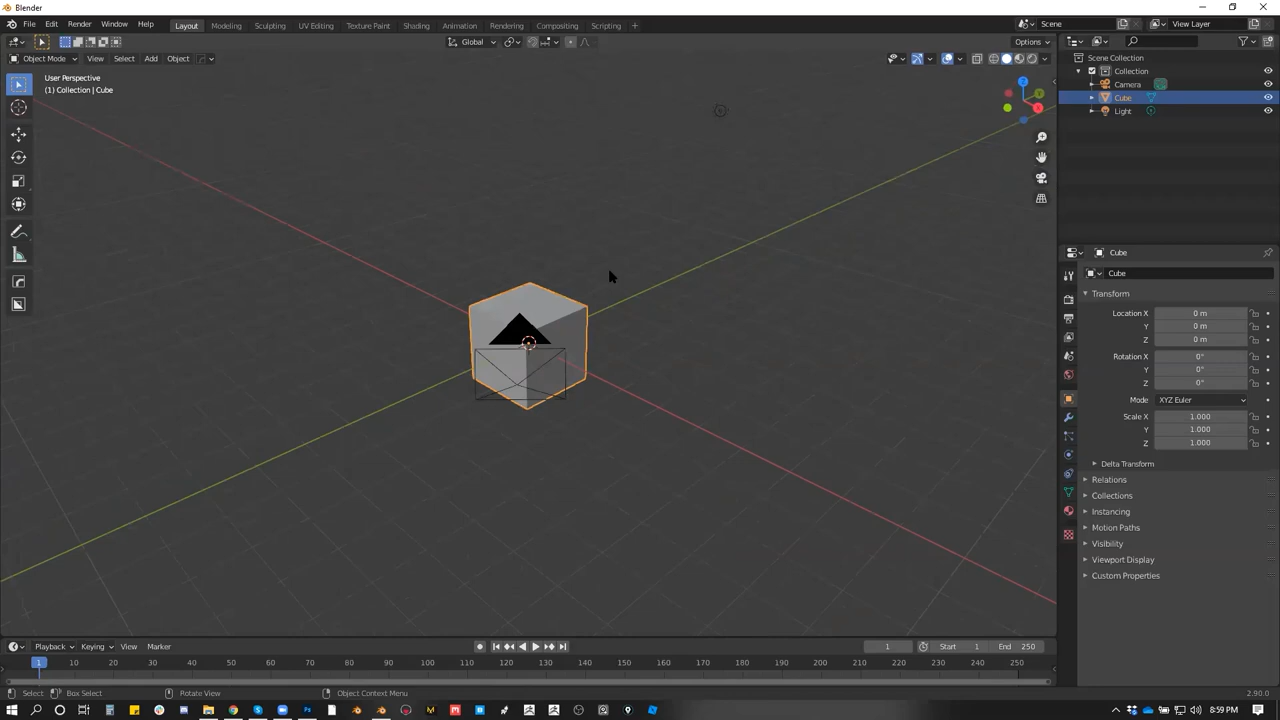 Blender
File Edit Render Window Help
Layout Modeling Sculpting UV Editing Texture Paint Shading Animation Rendering Compositing Scripting +
Scene View Layer
Global Options
Object Mode View Select Add Object
User Perspective
(1) Collection | Cube
Z
Y
X
Scene Collection
Collection
Camera
Cube
Light
Cube
Cube
Transform
Location X 0 m
Y 0 m
Z 0 m
Rotation X 0°
Y 0°
Z 0°
Mode XYZ Euler
Scale X 1.000
Y 1.000
Z 1.000
Delta Transform
Relations
Collections
Instancing
Motion Paths
Visibility
Viewport Display
Custom Properties
Playback Keying View Marker 1 Start 1 End 250
1 10 20 30 40 50 60 70 80 90 100 110 120 130 140 150 160 170 180 190 200 210 220 230 240 250
Select Box Select Rotate View Object Context Menu 2.90.0
8:59 PM